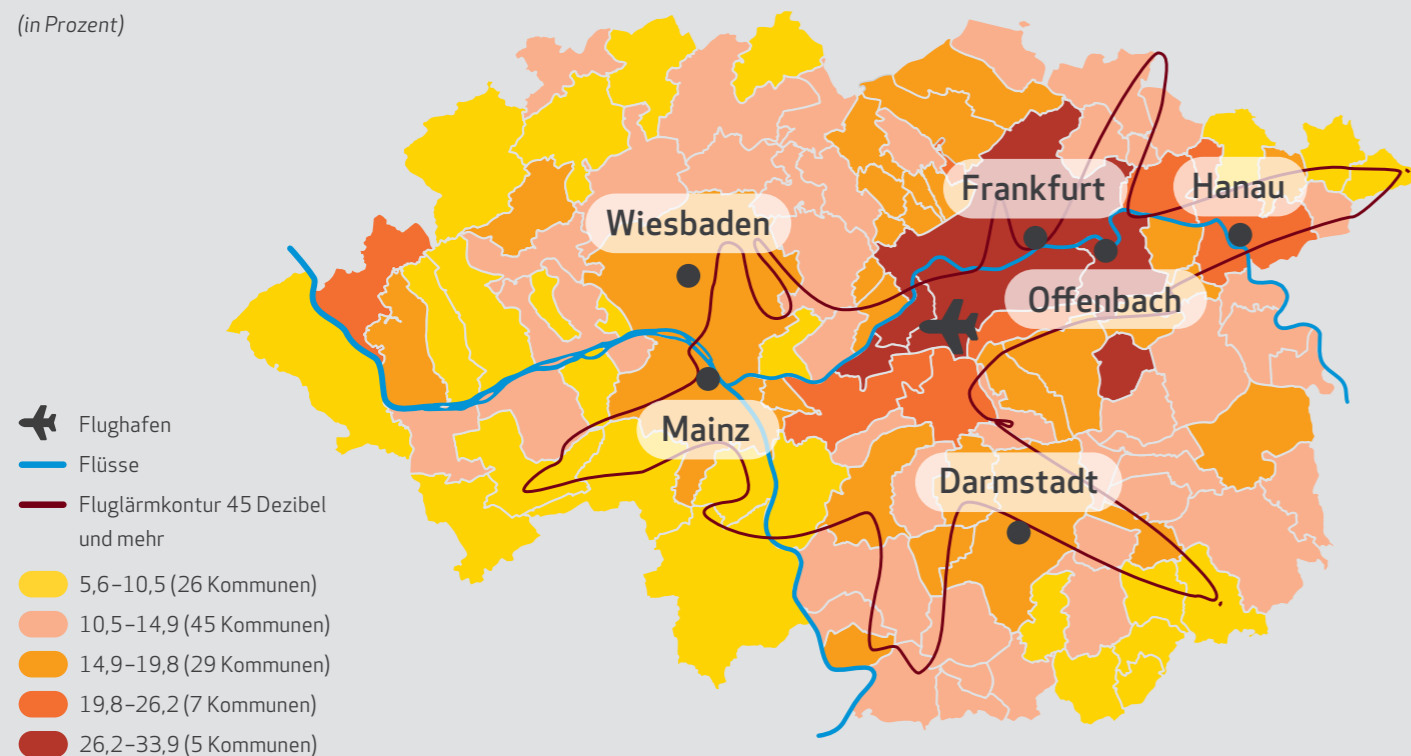 (in Prozent)
Frankfurt
Hanau
Wiesbaden
Offenbach
Mainz
Darmstadt
Flughafen
Flüsse
Fluglärmkontur 45 Dezibel
und mehr
5,6–10,5 (26 Kommunen)
10,5–14,9 (45 Kommunen)
14,9–19,8 (29 Kommunen)
19,8–26,2 (7 Kommunen)
26,2–33,9 (5 Kommunen)